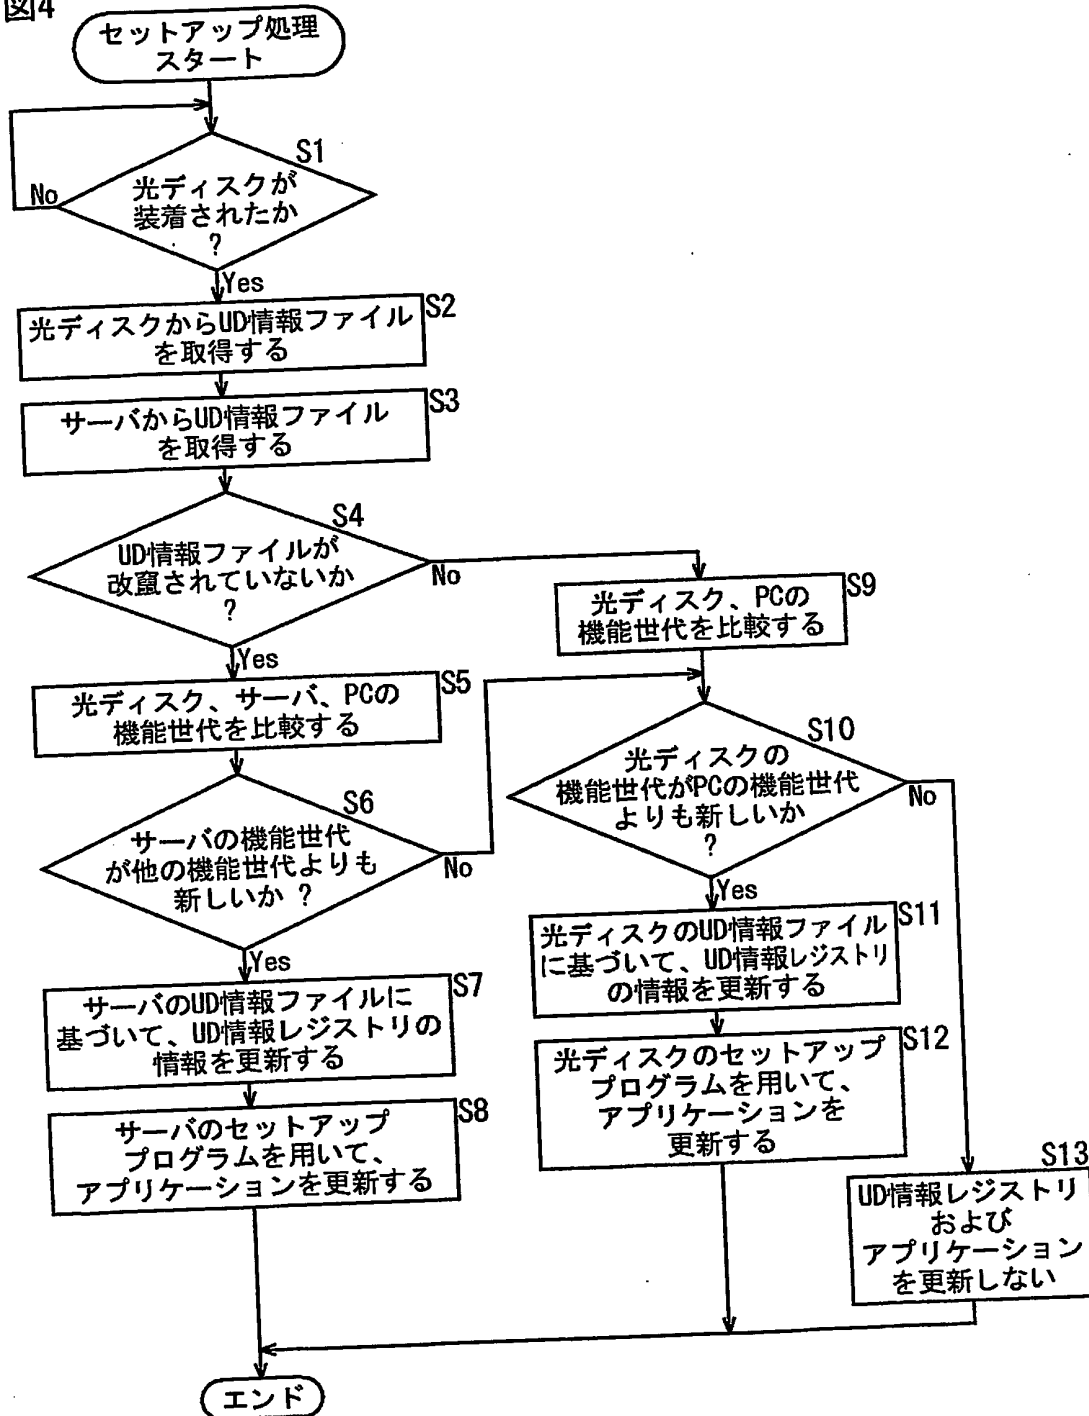 図4
セットアップ処理
スタート
S1
光ディスクが
装着されたか
?
No
Yes
S2
光ディスクからUD情報ファイル
を取得する
S3
サーバからUD情報ファイル
を取得する
S4
UD情報ファイルが
改竄されていないか
?
No
Yes
S5
光ディスク、サーバ、PCの
機能世代を比較する
S6
サーバの機能世代
が他の機能世代よりも
新しいか ?
No
Yes
S7
サーバのUD情報ファイルに
基づいて、UD情報レジストリの
情報を更新する
S8
サーバのセットアップ
プログラムを用いて、
アプリケーションを更新する
S9
光ディスク、PCの
機能世代を比較する
S10
光ディスクの
機能世代がPCの機能世代
よりも新しいか
?
No
Yes
S11
光ディスクのUD情報ファイル
に基づいて、UD情報レジストリ
の情報を更新する
S12
光ディスクのセットアップ
プログラムを用いて、
アプリケーションを
更新する
S13
UD情報レジストリ
および
アプリケーション
を更新しない
エンド